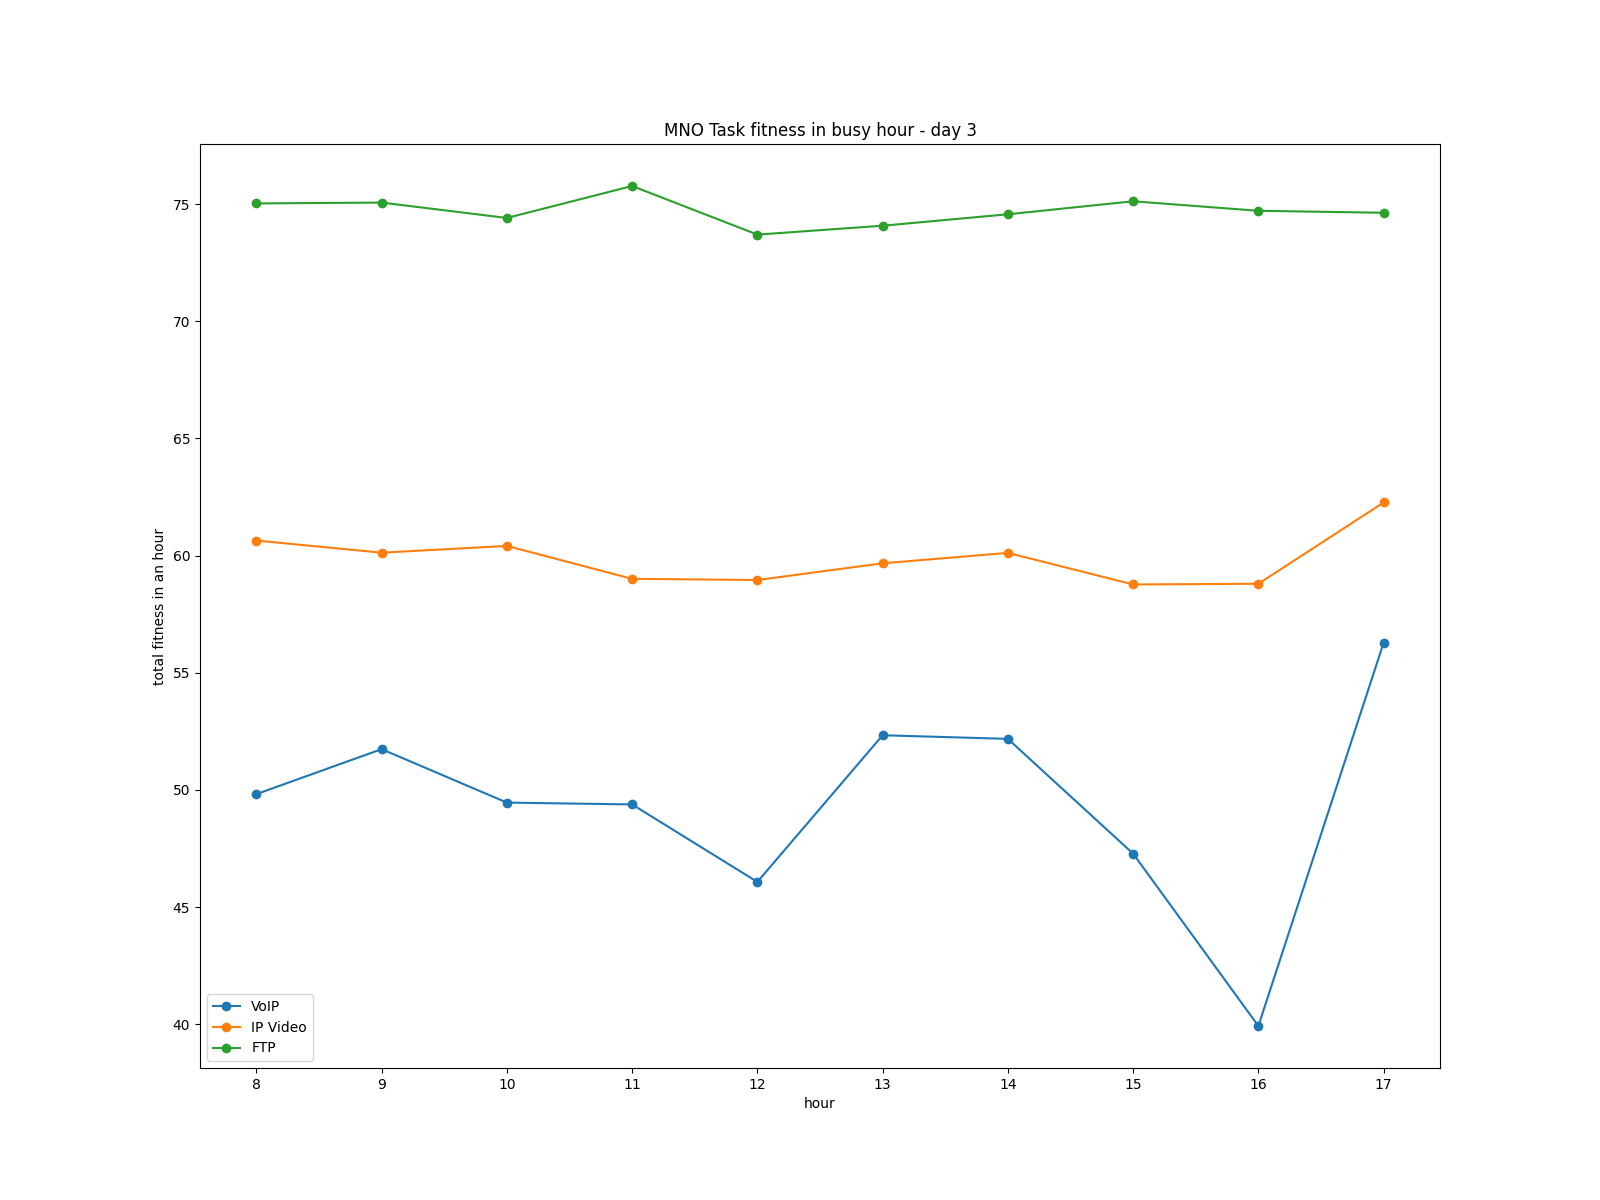 MNO Task fitness in busy hour - day 3
total fitness in an hour
75
70
65
60
55
50
45
40
VoIP
IP Video
FTP
8 9 10 11 12 13 14 15 16 17
hour